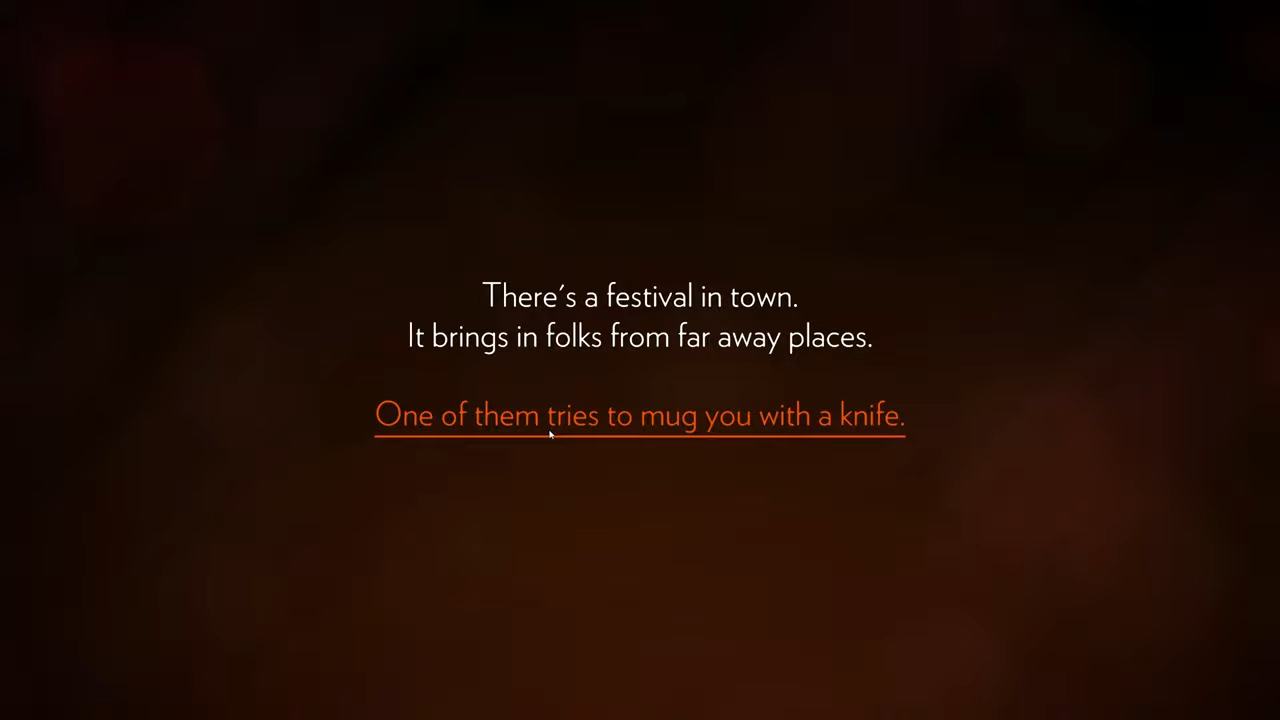 There's a festival in town.
It brings in folks from far away places.
One of them tries to mug you with a knife.